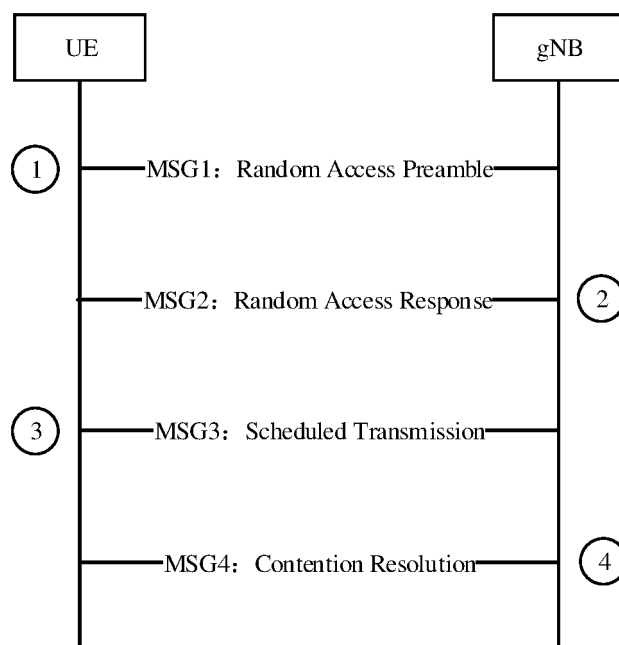 UE
gNB
1
MSG1：Random Access Preamble
MSG2：Random Access Response
2
3
MSG3：Scheduled Transmission
MSG4：Contention Resolution
4